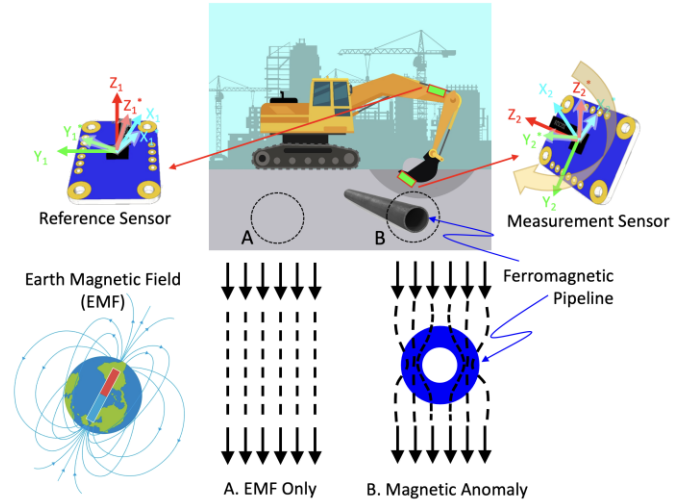 Z1
Z1*
X1
X1*
Y1*
Y1
Reference Sensor
X2
Z2*
Z2
Y2*
Y2
Measurement Sensor
A
B
Earth Magnetic Field
(EMF)
Ferromagnetic
Pipeline
A. EMF Only
B. Magnetic Anomaly